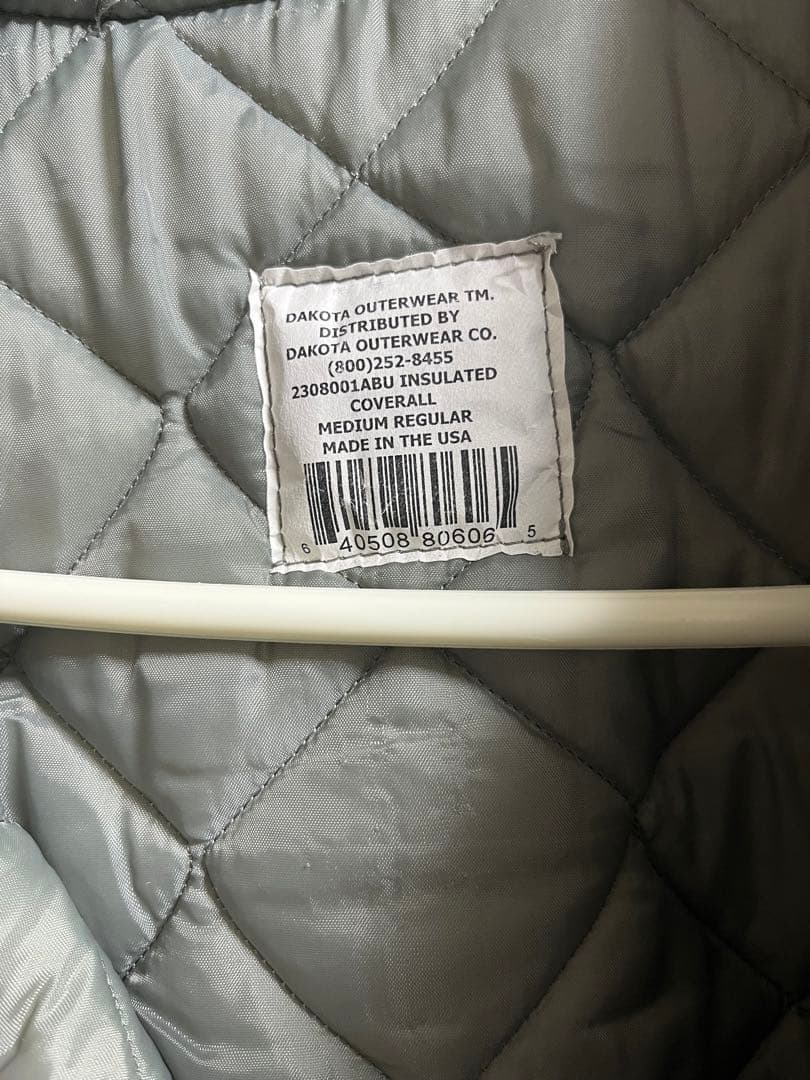 DAKOTA OUTERWEAR TM.
DISTRIBUTED BY
DAKOTA OUTERWEAR CO.
(800)252-8455
2308001ABU INSULATED
COVERALL
MEDIUM REGULAR
MADE IN THE USA
6 40508 80606 5